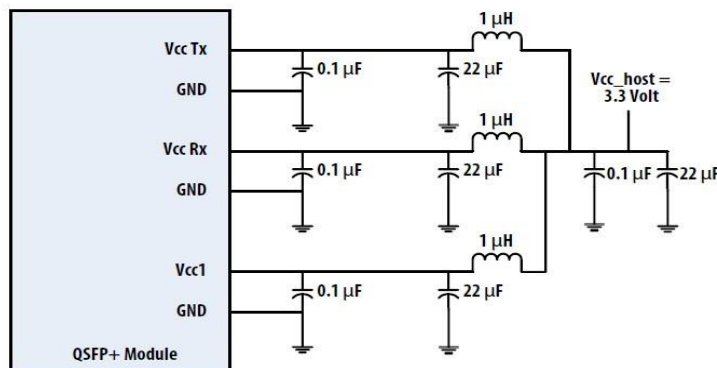 1 µH
Vcc Tx
0.1 µF
22 µF
GND
Vcc_host =
3.3 Volt
1 µH
Vcc Rx
0.1 µF
22 µF
0.1 µF
22 µF
GND
1 µH
Vcc1
0.1 µF
22 µF
GND
QSFP+ Module